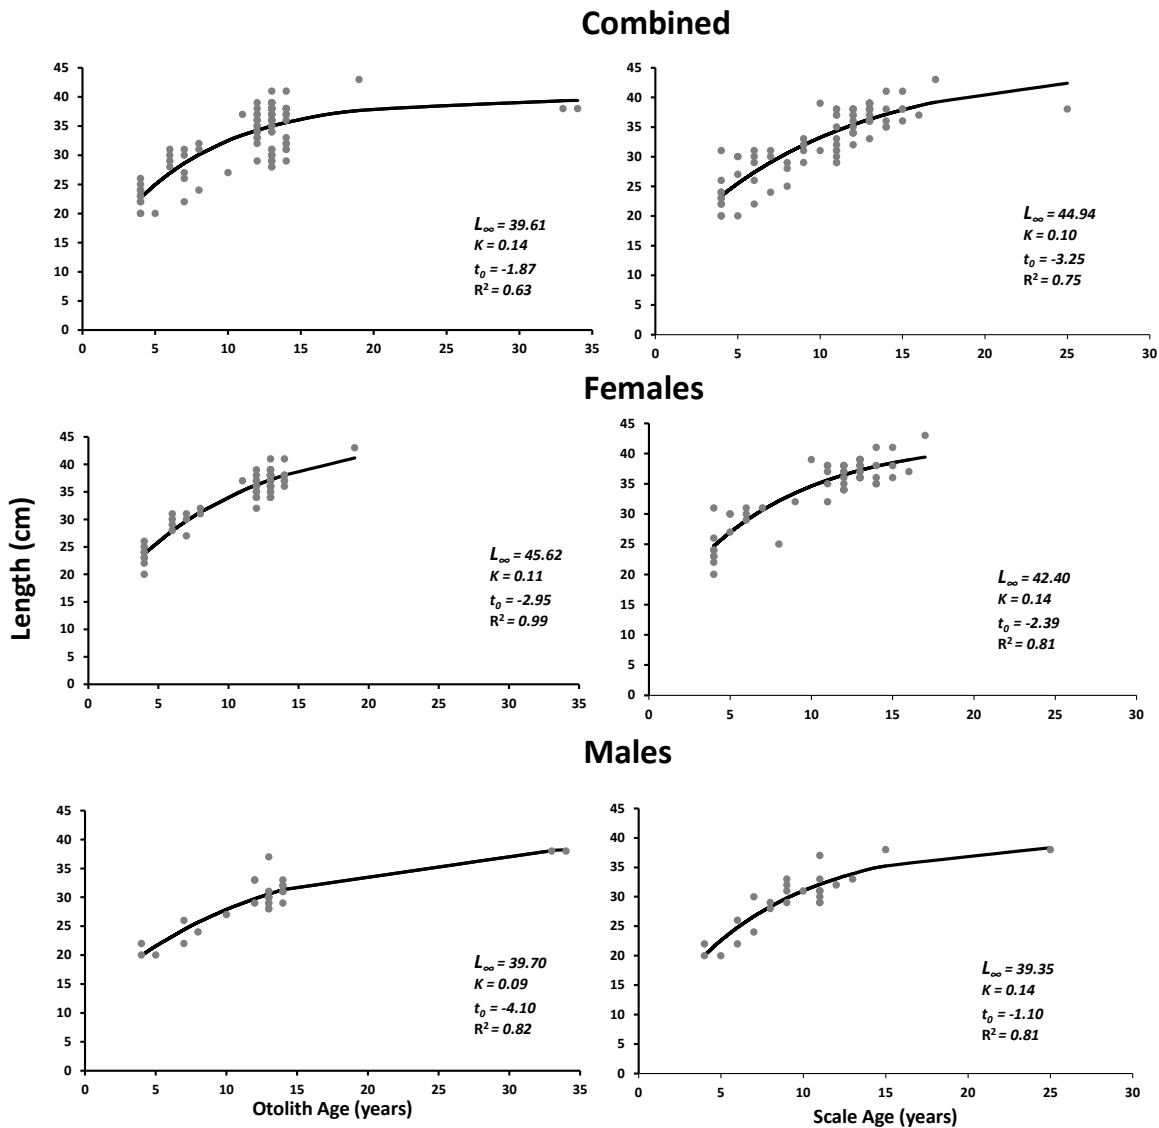 Combined
45
40
35
30
25
20
15
10
5
0
0 5 10 15 20 25 30 35
L∞ = 39.61
K = 0.14
t0 = -1.87
R2 = 0.63
45
40
35
30
25
20
15
10
5
0
0 5 10 15 20 25 30
L∞ = 44.94
K = 0.10
t0 = -3.25
R2 = 0.75
Females
Length (cm)
45
40
35
30
25
20
15
10
5
0
0 5 10 15 20 25 30 35
L∞ = 45.62
K = 0.11
t0 = -2.95
R2 = 0.99
45
40
35
30
25
20
15
10
5
0
0 5 10 15 20 25 30
L∞ = 42.40
K = 0.14
t0 = -2.39
R2 = 0.81
Males
45
40
35
30
25
20
15
10
5
0
0 5 10 15 20 25 30 35
L∞ = 39.70
K = 0.09
t0 = -4.10
R2 = 0.82
Otolith Age (years)
45
40
35
30
25
20
15
10
5
0
0 5 10 15 20 25 30
L∞ = 39.35
K = 0.14
t0 = -1.10
R2 = 0.81
Scale Age (years)